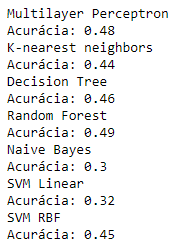 Multilayer Perceptron
Acurácia: 0.48
K-nearest neighbors
Acurácia: 0.44
Decision Tree
Acurácia: 0.46
Random Forest
Acurácia: 0.49
Naive Bayes
Acurácia: 0.3
SVM Linear
Acurácia: 0.32
SVM RBF
Acurácia: 0.45